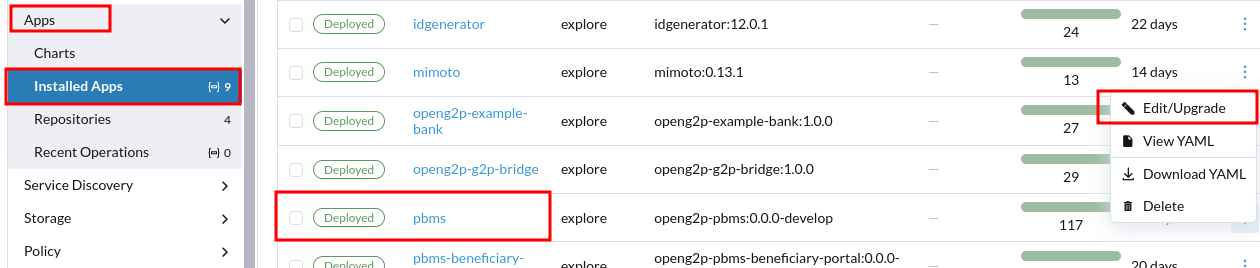 Apps
Charts
Installed Apps 9
Repositories 4
Recent Operations 0
Service Discovery
Storage
Policy
Deployed idgenerator explore idgenerator:12.0.1 — 24 22 days
Deployed mimoto explore mimoto:0.13.1 — 13 14 days
Deployed openg2p-example-bank explore openg2p-example-bank:1.0.0 — 27
Deployed openg2p-g2p-bridge explore openg2p-g2p-bridge:1.0.0 — 29
Deployed pbms explore openg2p-pbms:0.0.0-develop — 117
Deployed pbms-beneficiary- explore openg2p-pbms-beneficiary-portal:0.0.0- — 20 days
Edit/Upgrade
View YAML
Download YAML
Delete